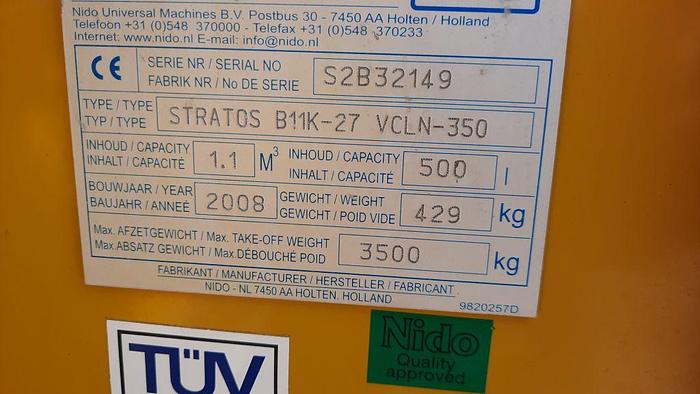 Nido Universal Machines B.V. Postbus 30 - 7450 AA Holten / Holland
Telefoon +31 (0)548 370000 - Telefax +31 (0)548 370233
Internet: www.nido.nl E-mail: info@nido.nl
CE
SERIE NR / SERIAL NO
FABRIK NR / No DE SERIE
S2B32149
TYPE / TYPE
TYP / TYPE
STRATOS B11K-27 VCLN-350
INHOUD / CAPACITY
INHALT / CAPACITÉ
1.1 M³
INHOUD / CAPACITY
INHALT / CAPACITÉ
500 l
BOUWJAAR / YEAR
BAUJAHR / ANNEÉ
2008
GEWICHT / WEIGHT
GEWICHT / POID VIDE
429 kg
Max. AFZETGEWICHT / Max. TAKE-OFF WEIGHT
Max. ABSATZ GEWICHT / Max. DÉBOUCHÉ POID
3500 kg
FABRIKANT / MANUFACTURER / HERSTELLER / FABRICANT
NIDO - NL 7450 AA HOLTEN. HOLLAND
9820257D
TÜV
Nido
Quality
approved